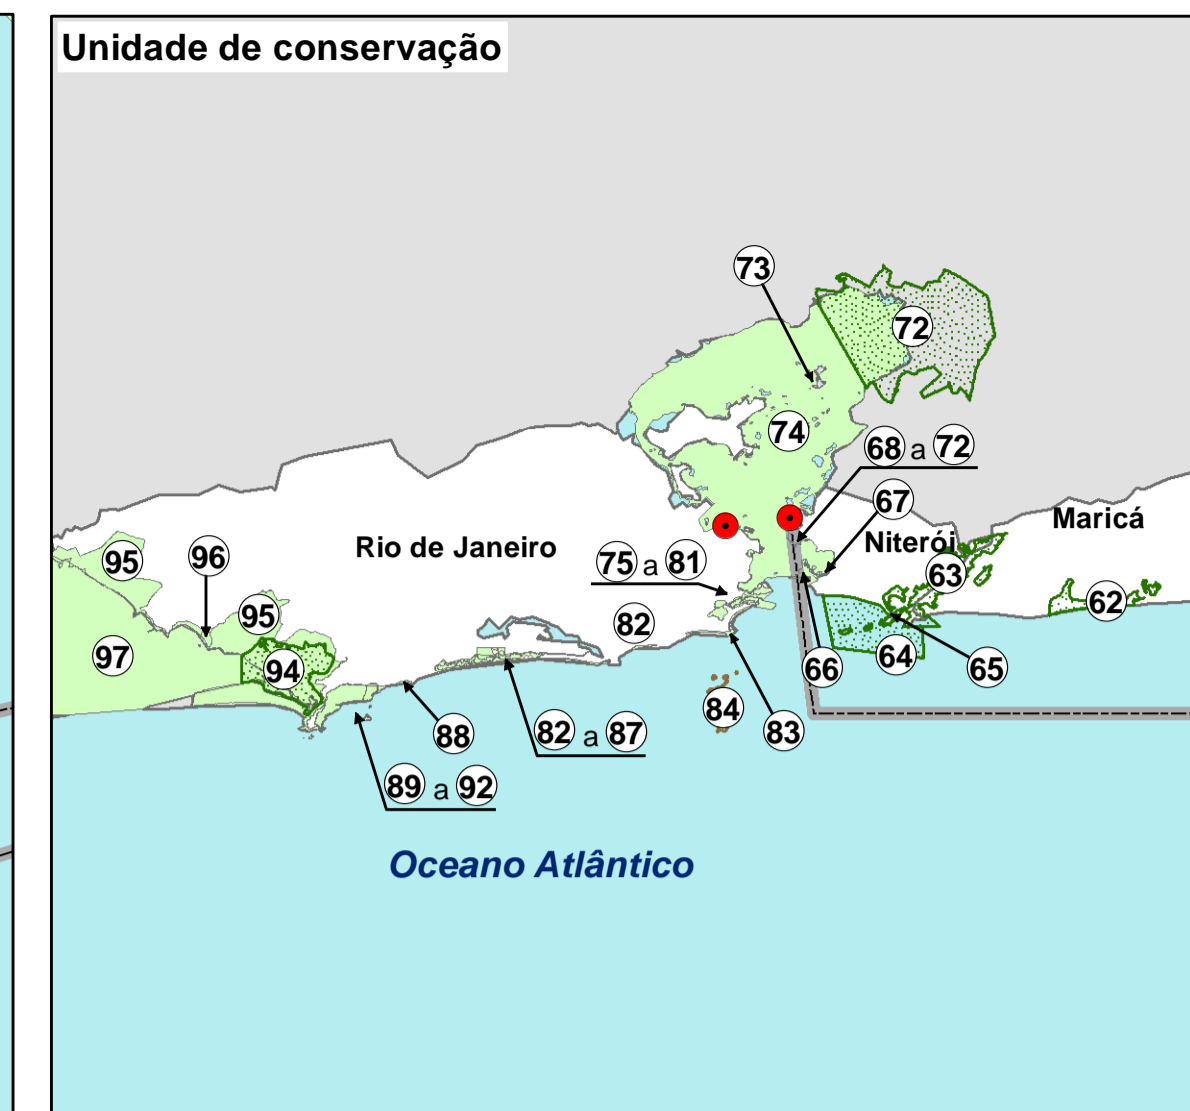 Unidade de conservação
73
72
74
68 a 72
67
Maricá
Niterói
Rio de Janeiro
95
96
75 a 81
63
62
95
82
97
94
64
66
65
84
83
88
82 a 87
89 a 92
Oceano Atlântico